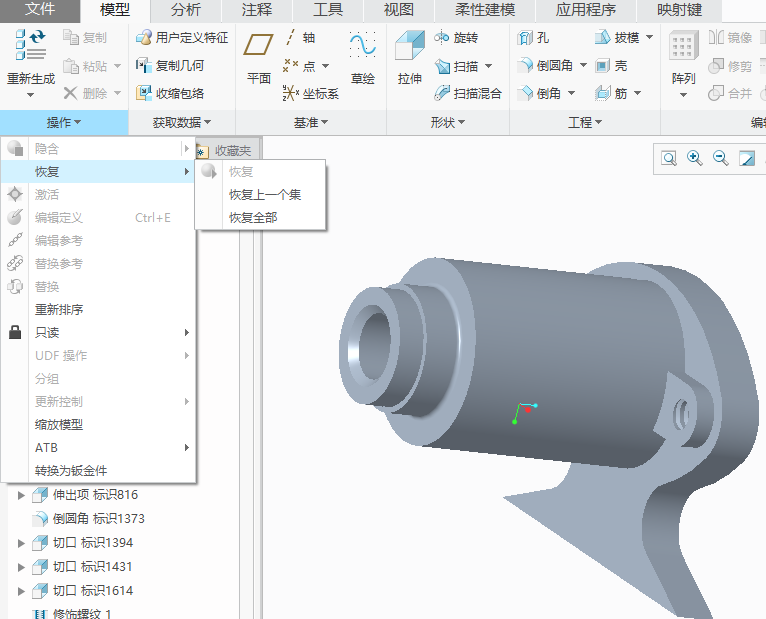 文件 模型 分析 注释 工具 视图 柔性建模 应用程序 映射键
重新生成
复制
粘贴
删除
用户定义特征
复制几何
收缩包络
平面
轴
点
坐标系
草绘
拉伸
旋转
扫描
扫描混合
孔
倒圆角
倒角
拔模
壳
筋
阵列
镜像
修剪
合并
操作 获取数据 基准 形状 工程
隐含
恢复
激活
编辑定义 Ctrl+E
编辑参考
替换参考
替换
重新排序
只读
UDF 操作
分组
更新控制
缩放模型
ATB
转换为钣金件
收藏夹
恢复
恢复上一个集
恢复全部
伸出项 标识816
倒圆角 标识1373
切口 标识1394
切口 标识1431
切口 标识1614
修饰螺纹 1